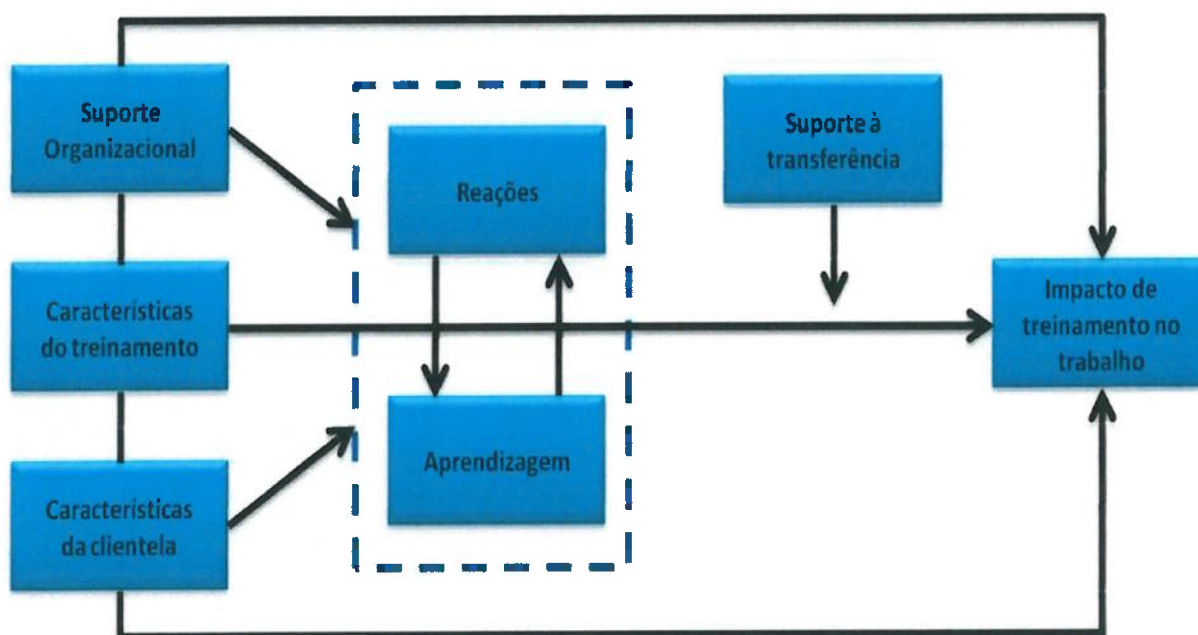 Suporte
Organizacional
Reações
Suporte à
transferência
Características
do treinamento
Impacto de
treinamento no
trabalho
Aprendizagem
Características
da clientela